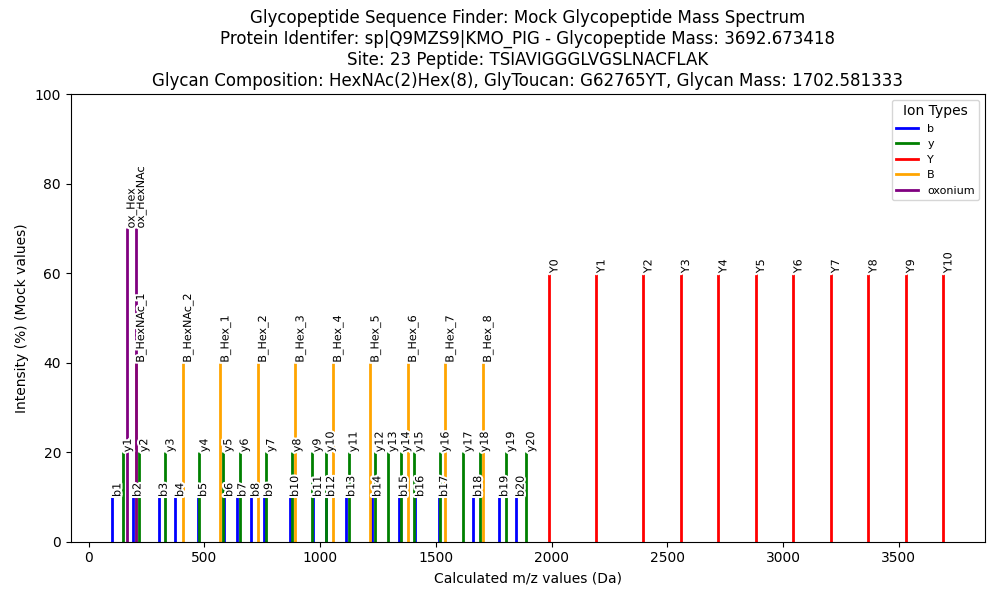 Glycopeptide Sequence Finder: Mock Glycopeptide Mass Spectrum
Protein Identifer: sp|Q9MZS9|KMO_PIG - Glycopeptide Mass: 3692.673418
Site: 23 Peptide: TSIAVIGGGLVGSLNACFLAK
Glycan Composition: HexNAc(2)Hex(8), GlyToucan: G62765YT, Glycan Mass: 1702.581333
100
80
60
40
20
0
Intensity (%) (Mock values)
Ion Types
b
y
Y
B
oxonium
ox_Hex
ox_HexNAc
Y0
Y1
Y2
Y3
Y4
Y5
Y6
Y7
Y8
Y9
Y10
B_HexNAc_1
B_HexNAc_2
B_Hex_1
B_Hex_2
B_Hex_3
B_Hex_4
B_Hex_5
B_Hex_6
B_Hex_7
B_Hex_8
y1
y2
y3
y4
y5
y6
y7
y8
y9
y10
y11
y12
y13
y14
y15
y16
y17
y18
y19
y20
b1
b2
b3
b4
b5
b6
b7
b8
b9
b10
b11
b12
b13
b14
b15
b16
b17
b18
b19
b20
0
500
1000
1500
2000
2500
3000
3500
Calculated m/z values (Da)